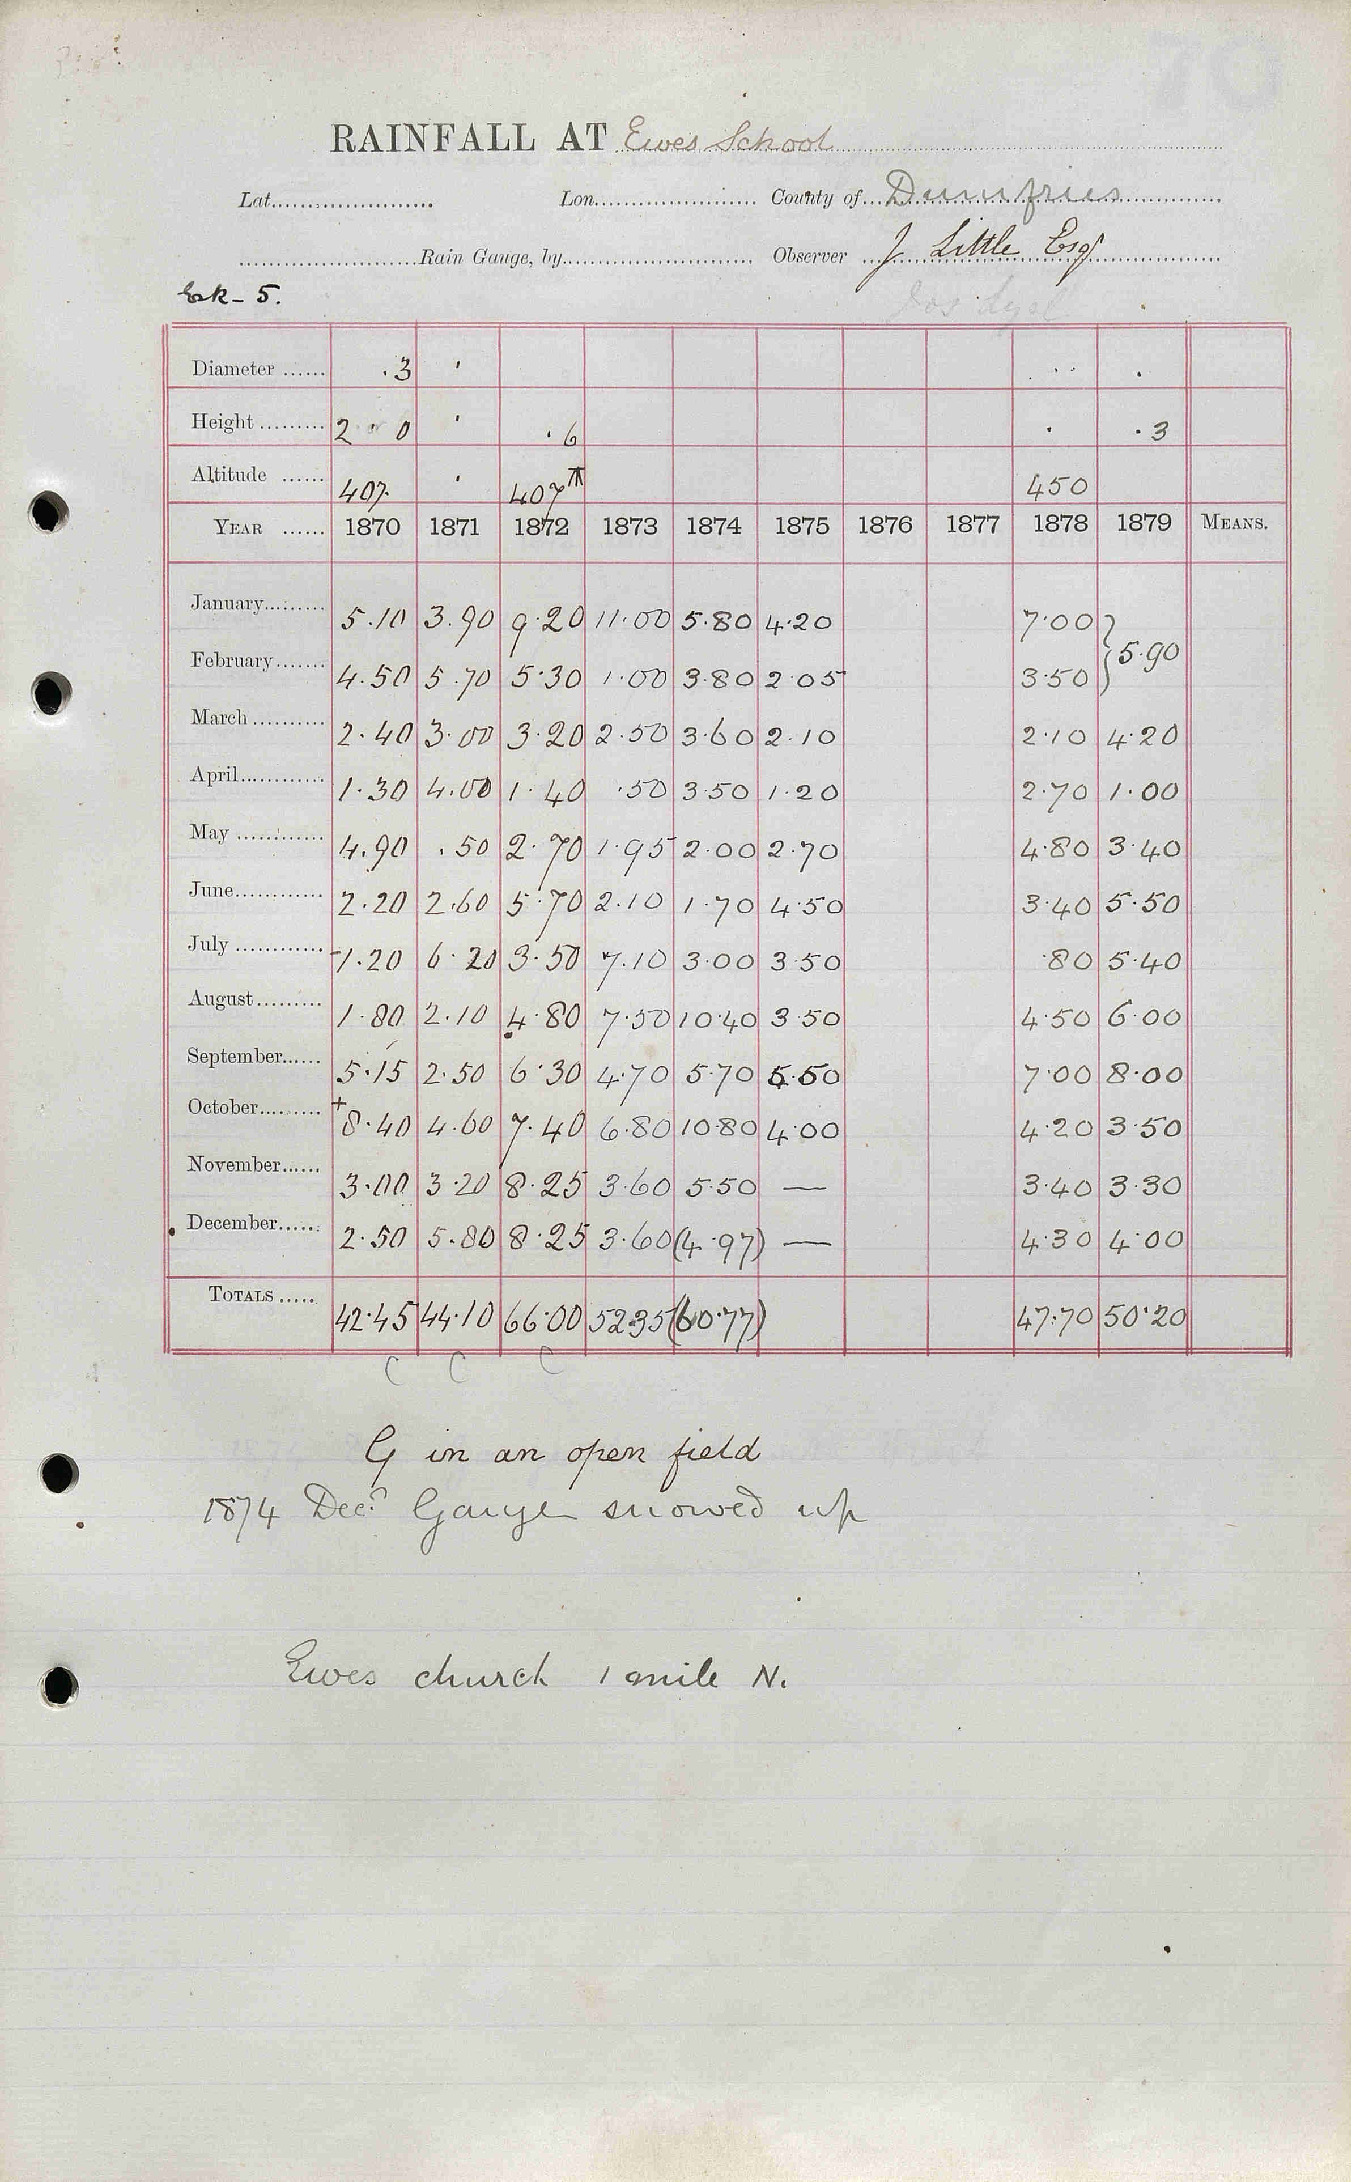 RAINFALL AT Ewes School
Lat. Lon. County of Dumfries
Rain Gauge, by Observer J Little Esqr
Esk - 5.
Diameter ...... .3
Height ......... 2 . 0 . 6 . 3
Altitude ...... 407. 407 T 450
YEAR ...... 1870 1871 1872 1873 1874 1875 1876 1877 1878 1879 MEANS.
January 5.10 3.90 9.20 11.00 5.80 4.20 7.00 } 5.90
February 4.50 5.70 5.30 1.00 3.80 2.05 3.50 }
March 2.40 3.00 3.20 2.50 3.60 2.10 2.10 4.20
April 1.30 4.00 1.40 .50 3.50 1.20 2.70 1.00
May 4.90 .50 2.70 1.95 2.00 2.70 4.80 3.40
June 2.20 2.60 5.70 2.10 1.70 4.50 3.40 5.50
July 1.20 6.20 3.50 7.10 3.00 3.50 .80 5.40
August 1.80 2.10 4.80 7.50 10.40 3.50 4.50 6.00
September 5.15 2.50 6.30 4.70 5.70 5.50 7.00 8.00
October + 8.40 4.60 7.40 6.80 10.80 4.00 4.20 3.50
November 3.00 3.20 8.25 3.60 5.50 — 3.40 3.30
December 2.50 5.80 8.25 3.60 (4.97) — 4.30 4.00
TOTALS 42.45 44.10 66.00 52.35 (60.77) 47.70 50.20
C C C
G in an open field
1874 Decr Gauge snowed up
Ewes church 1 mile N.